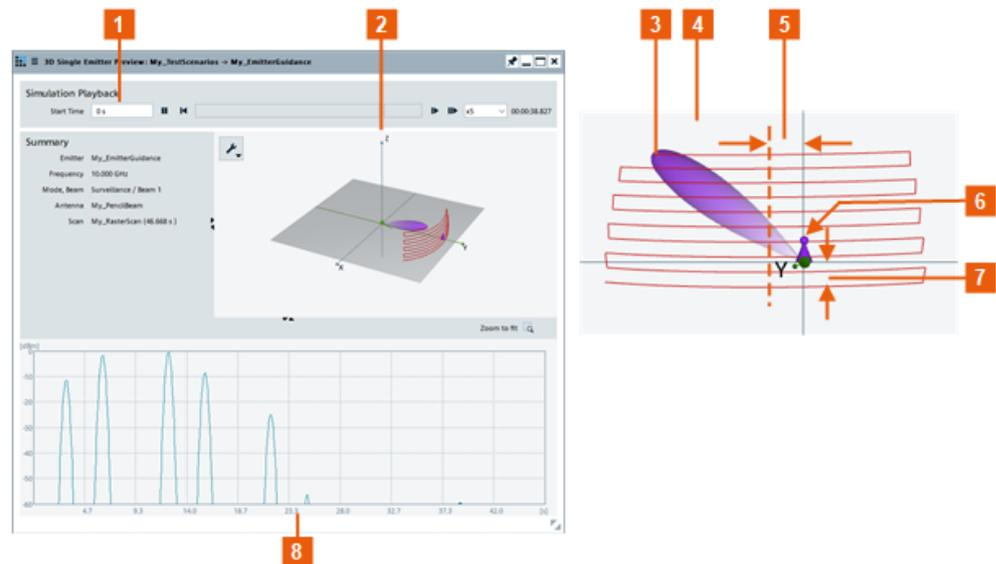 1 2 3 4 5
3D Single Emitter Preview: My_TestScenarios -> My_EmitterGuidance
Simulation Playback
Start Time 0 s x5 00:00:38.827
Summary
Emitter My_EmitterGuidance
Frequency 10.000 GHz
Mode, Beam Surveillance / Beam 1
Antenna My_PencilBeam
Scan My_RasterScan (46.668 s)
Z
Y
X
6
Y
7
Zoom to fit
[dBm]
0
-10
-20
-30
-40
-50
-60
4.7 9.3 14.0 18.7 23.3 28.0 32.7 37.3 42.0 [s]
8